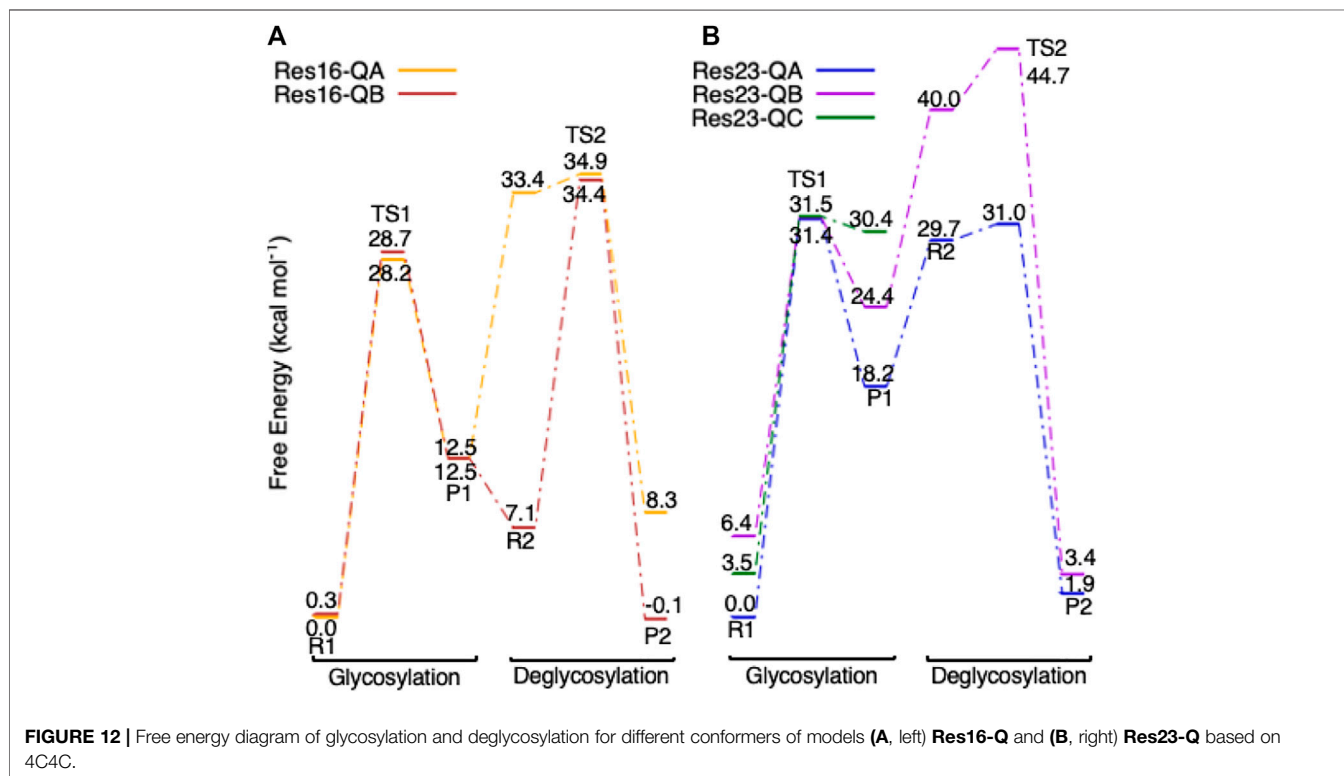 A
Res16-QA
Res16-QB
TS2
34.9
33.4
34.4
TS1
28.7
28.2
12.5
12.5
P1
7.1
R2
8.3
0.3
0.0
R1
-0.1
P2
Free Energy (kcal mol⁻¹)
Glycosylation
Deglycosylation
B
Res23-QA
Res23-QB
Res23-QC
TS2
44.7
40.0
TS1
31.5
31.4
30.4
29.7
R2
31.0
24.4
18.2
P1
6.4
3.5
0.0
R1
3.4
1.9
P2
Glycosylation
Deglycosylation
FIGURE 12 | Free energy diagram of glycosylation and deglycosylation for different conformers of models (A, left) Res16-Q and (B, right) Res23-Q based on
4C4C.